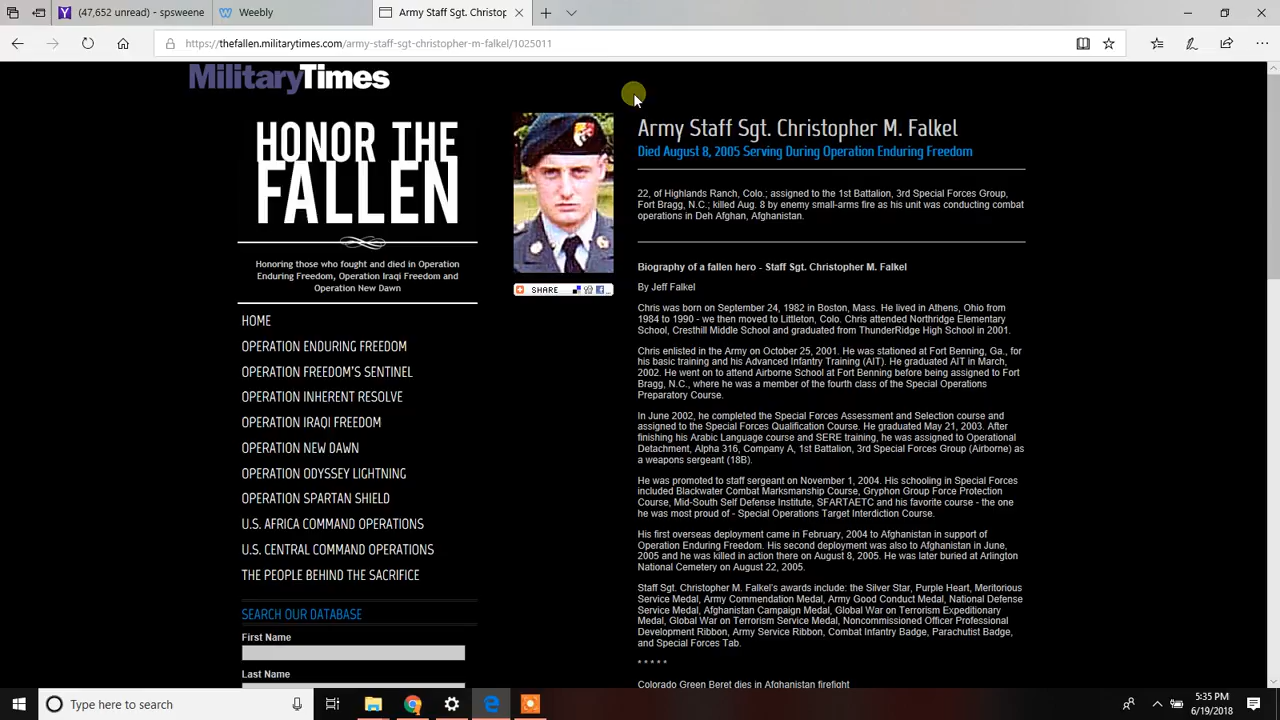 (47,652 unread) - spywaste
Weebly
Army Staff Sgt. Christop
https://thefallen.militarytimes.com/army-staff-sgt-christopher-m-falkel/1025011
MilitaryTimes
HONOR THE
FALLEN
Honoring those who fought and died in Operation
Enduring Freedom, Operation Iraqi Freedom and
Operation New Dawn
HOME
OPERATION ENDURING FREEDOM
OPERATION FREEDOM'S SENTINEL
OPERATION INHERENT RESOLVE
OPERATION IRAQI FREEDOM
OPERATION NEW DAWN
OPERATION ODYSSEY LIGHTNING
OPERATION SPARTAN SHIELD
U.S. AFRICA COMMAND OPERATIONS
U.S. CENTRAL COMMAND OPERATIONS
THE PEOPLE BEHIND THE SACRIFICE
SEARCH OUR DATABASE
First Name
Last Name
SHARE
Army Staff Sgt. Christopher M. Falkel
Died August 8, 2005 Serving During Operation Enduring Freedom
22, of Highlands Ranch, Colo.; assigned to the 1st Battalion, 3rd Special Forces Group,
Fort Bragg, N.C.; killed Aug. 8 by enemy small-arms fire as his unit was conducting combat
operations in Deh Afghan, Afghanistan.
Biography of a fallen hero - Staff Sgt. Christopher M. Falkel
By Jeff Falkel
Chris was born on September 24, 1982 in Boston, Mass. He lived in Athens, Ohio from
1984 to 1990 - we then moved to Littleton, Colo. Chris attended Northridge Elementary
School, Cresthill Middle School and graduated from ThunderRidge High School in 2001.
Chris enlisted in the Army on October 25, 2001. He was stationed at Fort Benning, Ga., for
his basic training and his Advanced Infantry Training (AIT). He graduated AIT in March,
2002. He went on to attend Airborne School at Fort Benning before being assigned to Fort
Bragg, N.C., where he was a member of the fourth class of the Special Operations
Preparatory Course.
In June 2002, he completed the Special Forces Assessment and Selection course and
assigned to the Special Forces Qualification Course. He graduated May 21, 2003. After
finishing his Arabic Language course and SERE training, he was assigned to Operational
Detachment, Alpha 316, Company A, 1st Battalion, 3rd Special Forces Group (Airborne) as
a weapons sergeant (18B).
He was promoted to staff sergeant on November 1, 2004. His schooling in Special Forces
included Blackwater Combat Marksmanship Course, Gryphon Group Force Protection
Course, Mid-South Self Defense Institute, SFARTAETC and his favorite course - the one
he was most proud of - Special Operations Target Interdiction Course.
His first overseas deployment came in February, 2004 to Afghanistan in support of
Operation Enduring Freedom. His second deployment was also to Afghanistan in June,
2005 and he was killed in action there on August 8, 2005. He was later buried at Arlington
National Cemetery on August 22, 2005.
Staff Sgt. Christopher M. Falkel's awards include: the Silver Star, Purple Heart, Meritorious
Service Medal, Army Commendation Medal, Army Good Conduct Medal, National Defense
Service Medal, Afghanistan Campaign Medal, Global War on Terrorism Expeditionary
Medal, Global War on Terrorism Service Medal, Noncommissioned Officer Professional
Development Ribbon, Army Service Ribbon, Combat Infantry Badge, Parachutist Badge,
and Special Forces Tab.
* * * * *
Colorado Green Beret dies in Afghanistan firefight
Type here to search
5:35 PM
6/19/2018